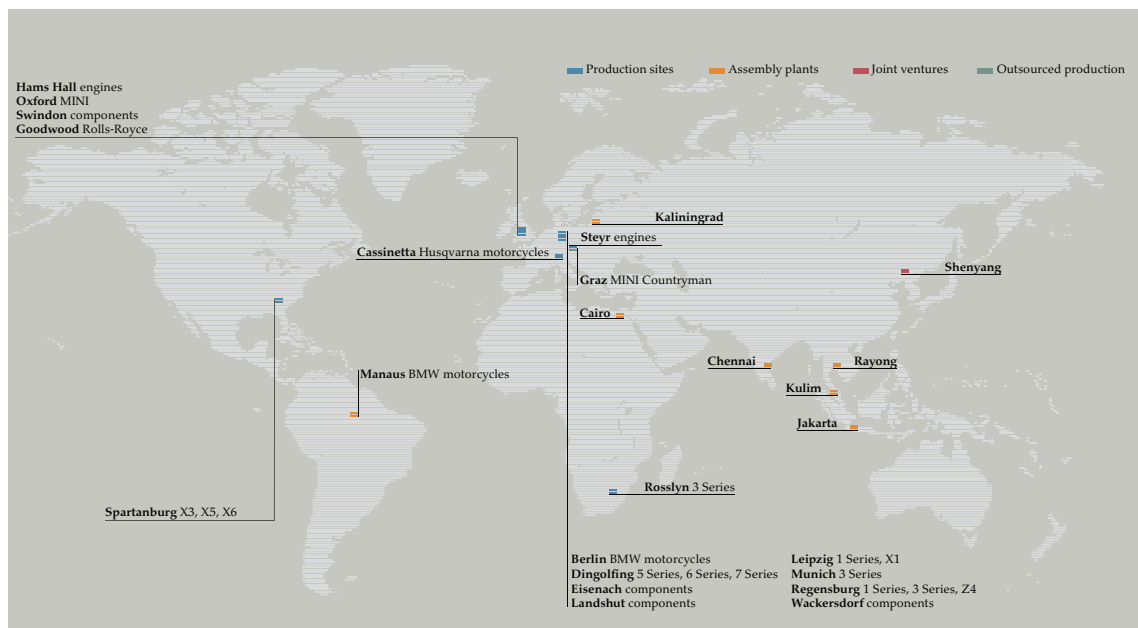 Production sites
Assembly plants
Joint ventures
Outsourced production
Hams Hall engines
Oxford MINI
Swindon components
Goodwood Rolls-Royce
Kaliningrad
Steyr engines
Cassinetta Husqvarna motorcycles
Shenyang
Graz MINI Countryman
Cairo
Chennai
Rayong
Manaus BMW motorcycles
Kulim
Jakarta
Rosslyn 3 Series
Spartanburg X3, X5, X6
Berlin BMW motorcycles
Dingolfing 5 Series, 6 Series, 7 Series
Eisenach components
Landshut components
Leipzig 1 Series, X1
Munich 3 Series
Regensburg 1 Series, 3 Series, Z4
Wackersdorf components